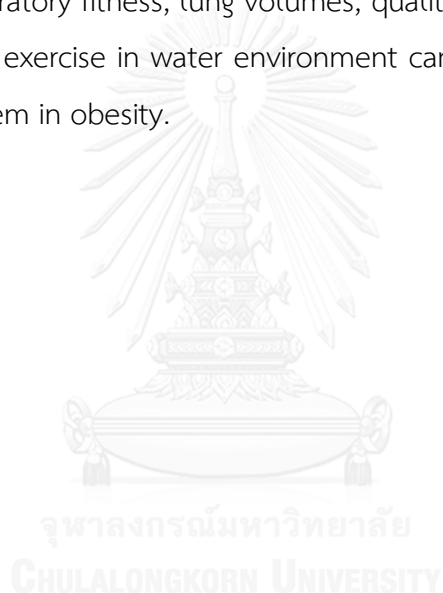 ratory fitness, lung volumes, qualit
exercise in water environment car
em in obesity.
จุฬาลงกรณ์มหาวิทยาลัย
CHULALONGKORN UNIVERSITY